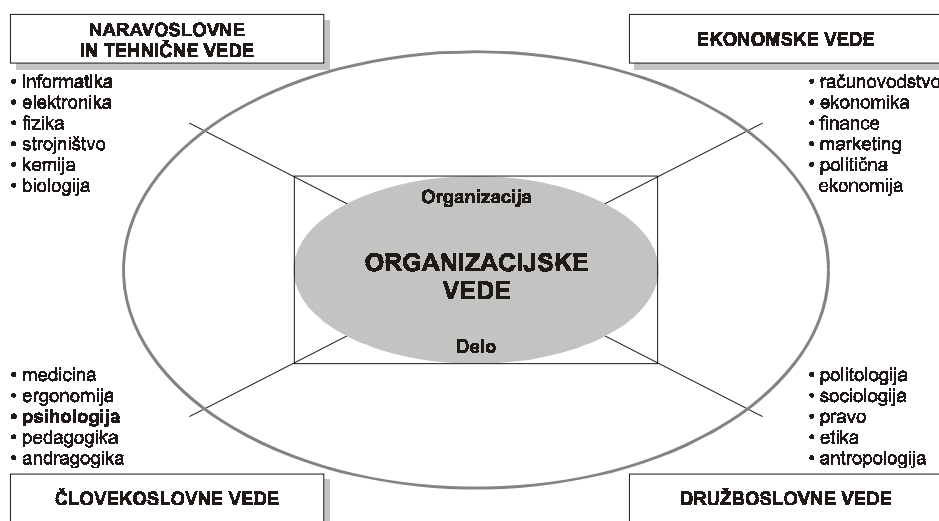 NARAVOSLOVNE
IN TEHNIČNE VEDE
• informatika
• elektronika
• fizika
• strojništvo
• kemija
• biologija
EKONOMSKE VEDE
• računovodstvo
• ekonomika
• finance
• marketing
• politična
ekonomija
Organizacija
ORGANIZACIJSKE
VEDE
Delo
• medicina
• ergonomija
• psihologija
• pedagogika
• andragogika
ČLOVEKOSLOVNE VEDE
• politologija
• sociologija
• pravo
• etika
• antropologija
DRUŽBOSLOVNE VEDE